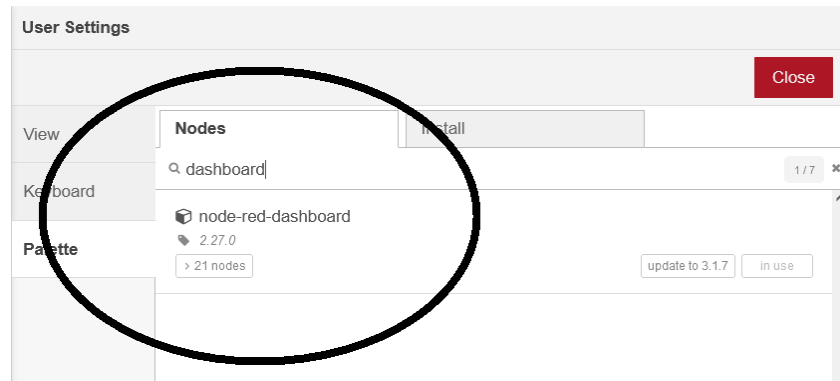 User Settings
Close
View
Nodes
Install
dashboard
1 / 7
Keyboard
node-red-dashboard
Palette
2.27.0
> 21 nodes
update to 3.1.7
in use